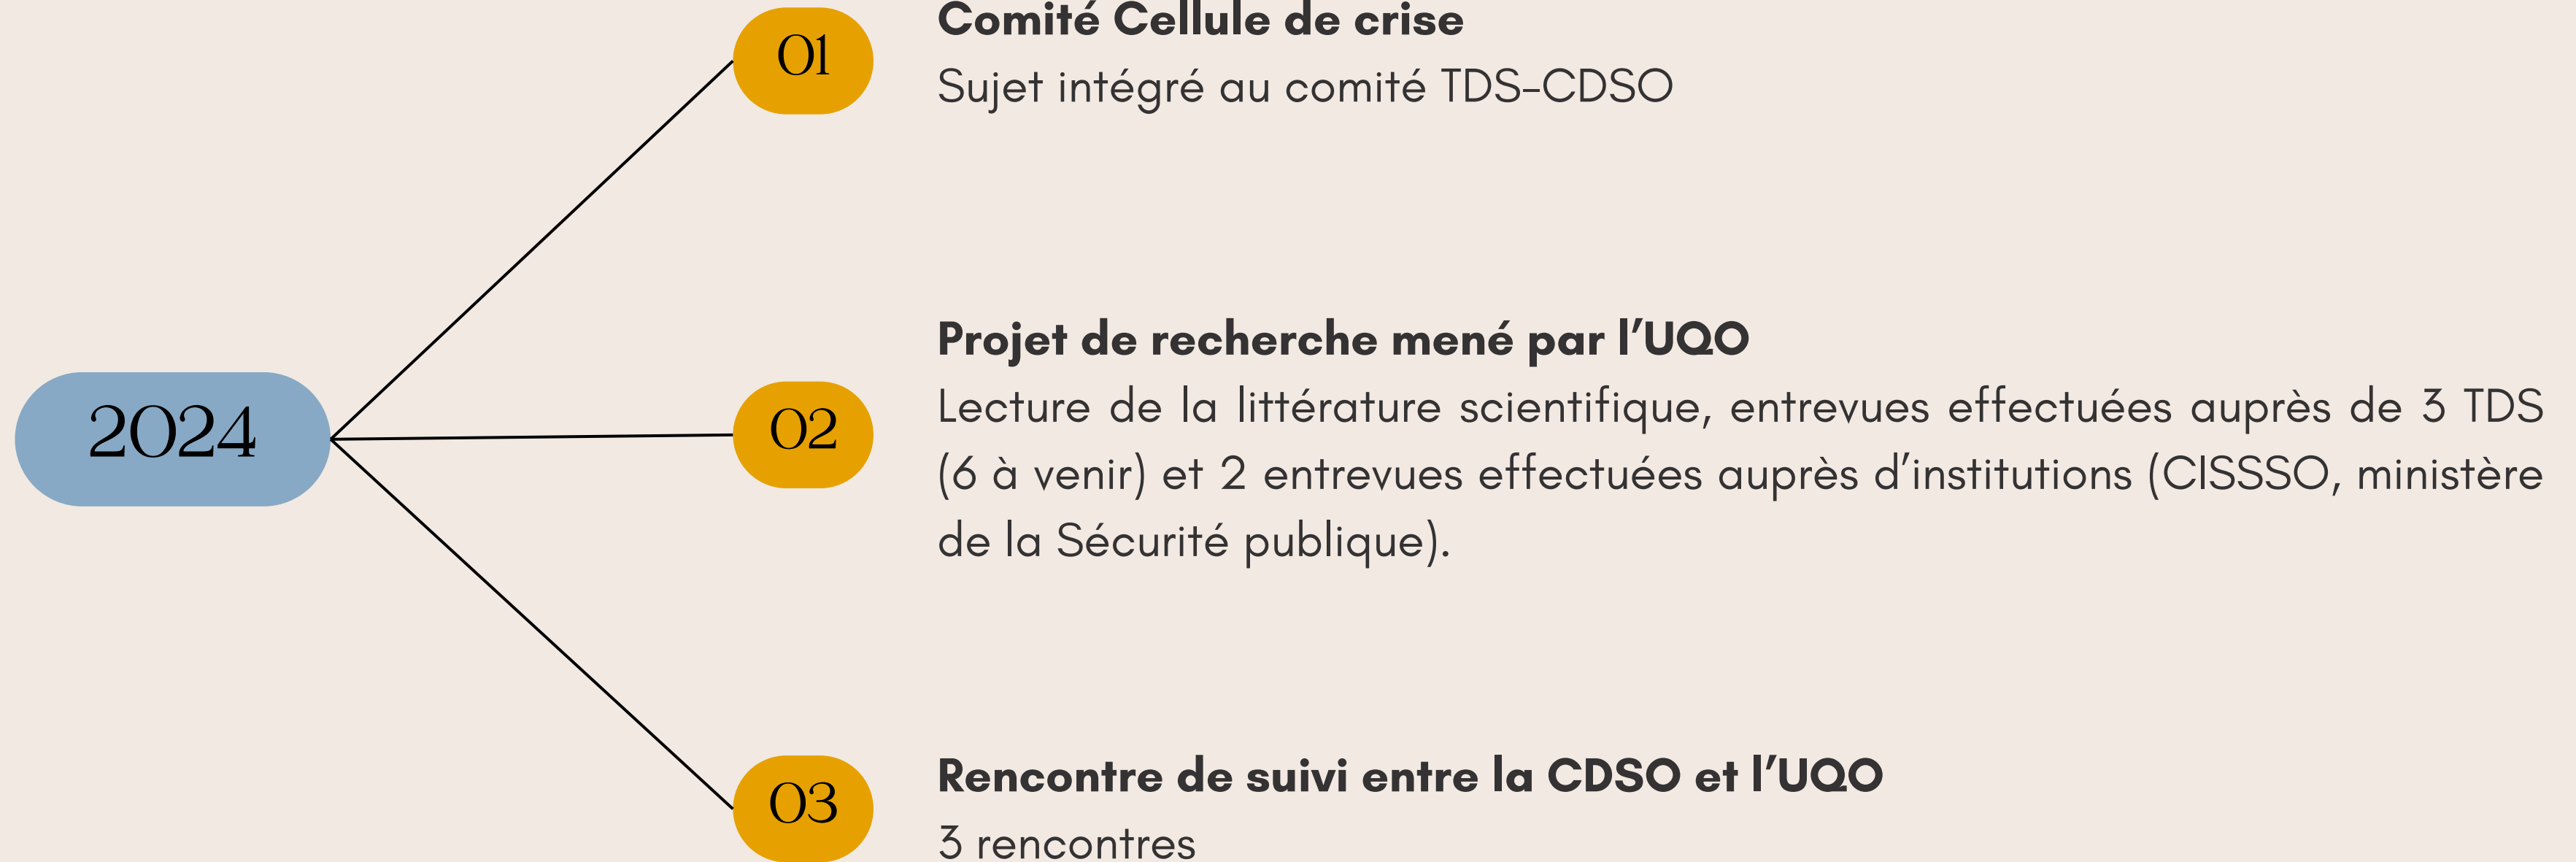 01
Comité Cellule de crise
Sujet intégré au comité TDS-CDSO
2024
02
Projet de recherche mené par l'UQO
Lecture de la littérature scientifique, entrevues effectuées auprès de 3 TDS
(6 à venir) et 2 entrevues effectuées auprès d'institutions (CISSSO, ministère
de la Sécurité publique).
03
Rencontre de suivi entre la CDSO et l'UQO
3 rencontres